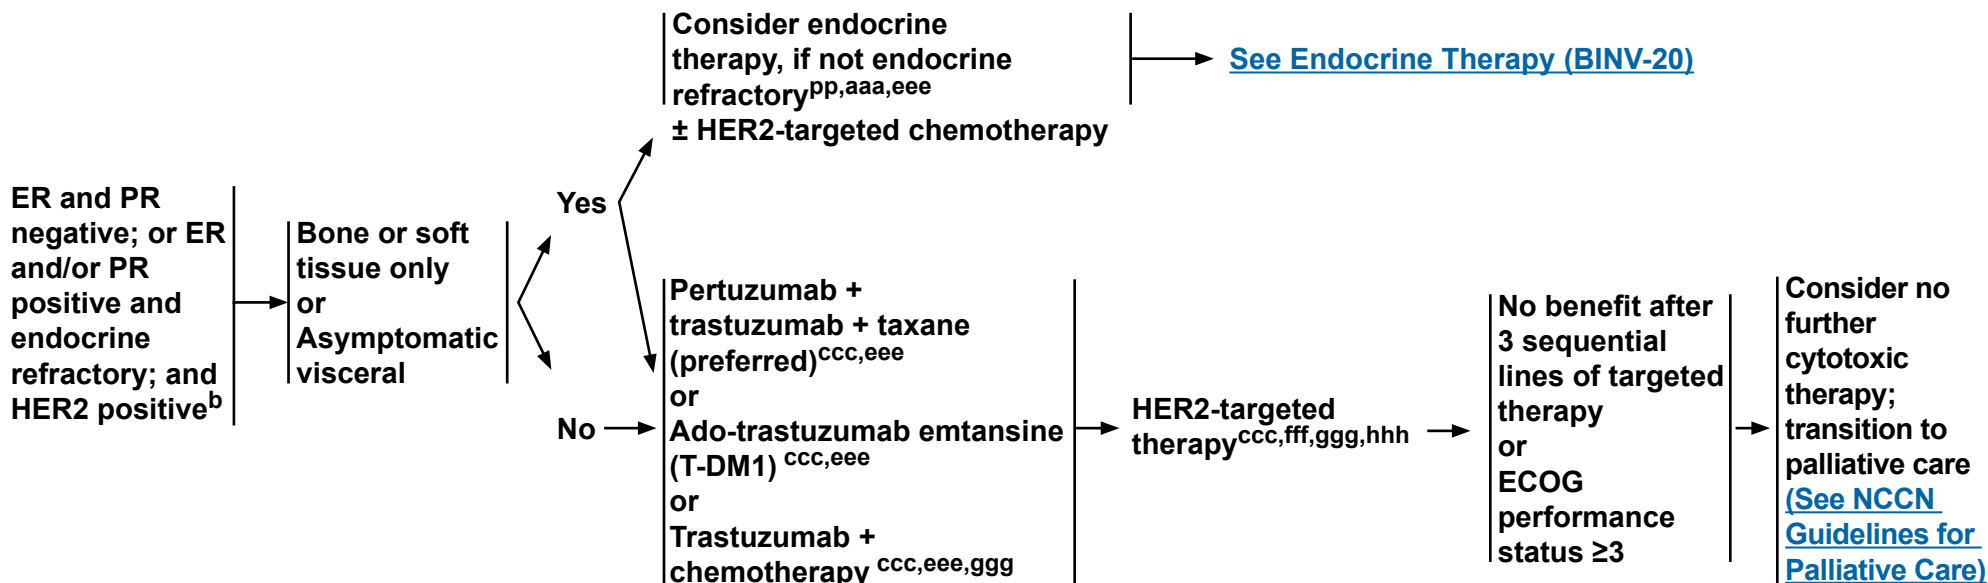 Consider endocrine
therapy, if not endocrine
refractorypp,aaa,eee
± HER2-targeted chemotherapy
See Endocrine Therapy (BINV-20)
ER and PR
negative; or ER
and/or PR
positive and
endocrine
refractory; and
HER2 positiveb
Bone or soft
tissue only
or
Asymptomatic
visceral
Yes
No
Pertuzumab +
trastuzumab + taxane
(preferred)ccc,eee
or
Ado-trastuzumab emtansine
(T-DM1) ccc,eee
or
Trastuzumab +
chemotherapy ccc,eee,ggg
HER2-targeted
therapyccc,fff,ggg,hhh
No benefit after
3 sequential
lines of targeted
therapy
or
ECOG
performance
status ≥3
Consider no
further
cytotoxic
therapy;
transition to
palliative care
(See NCCN
Guidelines for
Palliative Care)